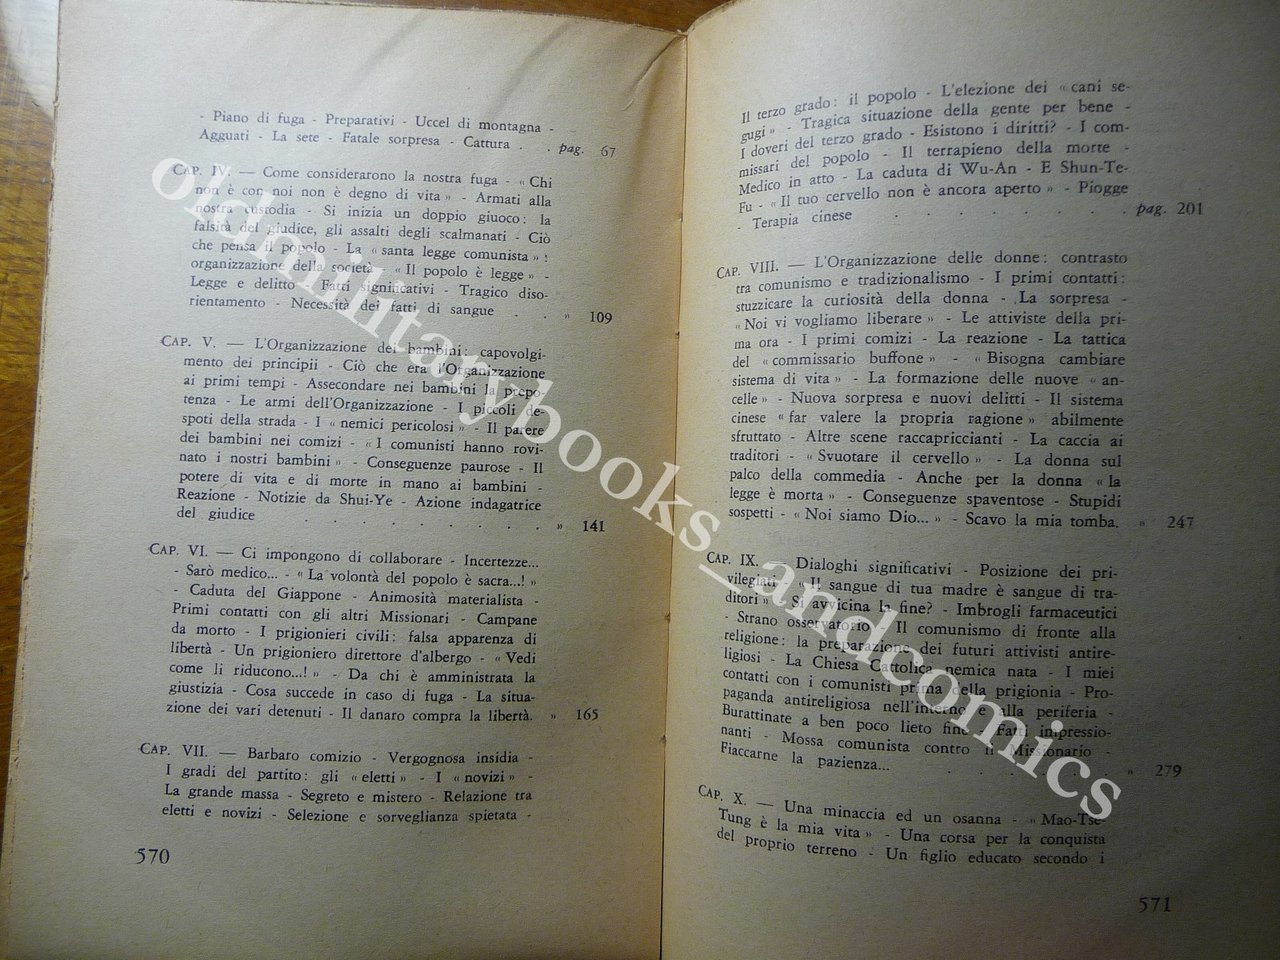 - Piano di fuga - Preparativi - Uccel di montagna -
Agguati - La sete - Fatale sorpresa - Cattura . . pag. 67
CAP. IV. — Come considerarono la nostra fuga - « Chi
non è con noi non è degno di vita » - Armati alla
nostra custodia - Si inizia un doppio giuoco: la
falsità del giudice, gli assalti degli scalmanati - Ciò
che pensa il popolo - La « santa legge comunista » !
organizzazione della società - « Il popolo è legge » -
Legge e delitto - Fatti significativi - Tragico diso-
rientamento - Necessità dei fatti di sangue . . » 109
CAP. V. — L'Organizzazione dei bambini: capovolgi-
mento dei principii - Ciò che era l'Organizzazione
ai primi tempi - Assecondare nei bambini la prepo-
tenza - Le armi dell'Organizzazione - I piccoli de-
spoti della strada - I « nemici pericolosi » - Il parere
dei bambini nei comizi - « I comunisti hanno rovi-
nato i nostri bambini » - Conseguenze paurose - Il
potere di vita e di morte in mano ai bambini -
Reazione - Notizie da Shui-Ye - Azione indagatrice
del giudice . . . . . . . . . » 141
CAP. VI. — Ci impongono di collaborare - Incertezze...
- Sarò medico... - « La volontà del popolo è sacra...! »
- Caduta del Giappone - Animosità materialista -
Primi contatti con gli altri Missionari - Campane
da morto - I prigionieri civili: falsa apparenza di
libertà - Un prigioniero direttore d'albergo - « Vedi
come li riducono...! » - Da chi è amministrata la
giustizia - Cosa succede in caso di fuga - La situa-
zione dei vari detenuti - Il danaro compra la libertà. » 165
CAP. VII. — Barbaro comizio - Vergognosa insidia -
I gradi del partito: gli « eletti » - I « novizi » -
La grande massa - Segreto e mistero - Relazione tra
eletti e novizi - Selezione e sorveglianza spietata -
570
Il terzo grado: il popolo - L'elezione dei « cani se-
gugi » - Tragica situazione della gente per bene -
I doveri del terzo grado - Esistono i diritti? - I com-
missari del popolo - Il terrapieno della morte -
Medico in atto - La caduta di Wu-An - E Shun-Te-
Fu - « Il tuo cervello non è ancora aperto » - Piogge
- Terapia cinese . . . . . . . . pag. 201
CAP. VIII. — L'Organizzazione delle donne: contrasto
tra comunismo e tradizionalismo - I primi contatti:
stuzzicare la curiosità della donna - La sorpresa -
« Noi vi vogliamo liberare » - Le attiviste della pri-
ma ora - I primi comizi - La reazione - La tattica
del « commissario buffone » - « Bisogna cambiare
sistema di vita » - La formazione delle nuove « an-
celle » - Nuova sorpresa e nuovi delitti - Il sistema
cinese « far valere la propria ragione » abilmente
sfruttato - Altre scene raccapriccianti - La caccia ai
traditori - « Svuotare il cervello » - La donna sul
palco della commedia - Anche per la donna « la
legge è morta » - Conseguenze spaventose - Stupidi
sospetti - « Noi siamo Dio... » - Scavo la mia tomba. » 247
CAP. IX. — Dialoghi significativi - Posizione dei pri-
vilegiati - « Il sangue di tua madre è sangue di tra-
ditori » - Si avvicina la fine? - Imbrogli farmaceutici
- Strano osservatorio - Il comunismo di fronte alla
religione: la preparazione dei futuri attivisti antire-
ligiosi - La Chiesa Cattolica nemica nata - I miei
contatti con i comunisti prima della prigionia - Pro-
paganda antireligiosa nell'interno e alla periferia -
Burattinate a ben poco lieto fine - Fatti impressio-
nanti - Mossa comunista contro il Missionario -
Fiaccarne la pazienza... . . . . . . » 279
CAP. X. — Una minaccia ed un osanna - « Mao-Tse-
Tung è la mia vita » - Una corsa per la conquista
del proprio terreno - Un figlio educato secondo i
571
oldmilitarybooks_andcomics